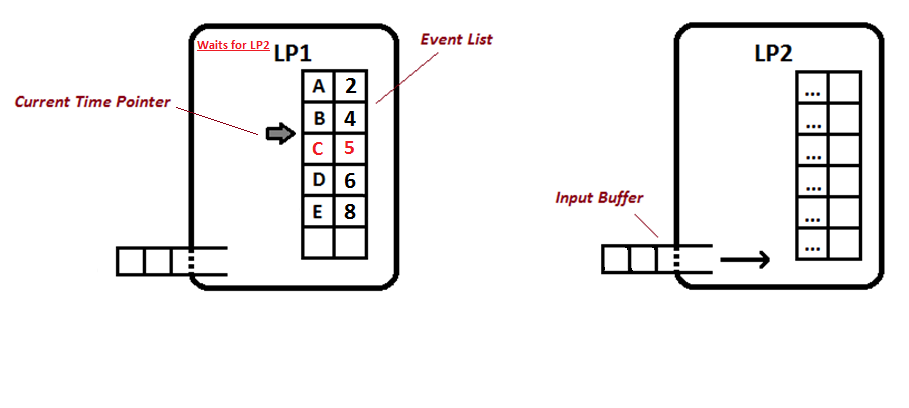 Waits for LP2
LP1
Event List
LP2
Current Time Pointer
A 2
B 4
C 5
D 6
E 8
...
...
...
...
...
...
Input Buffer